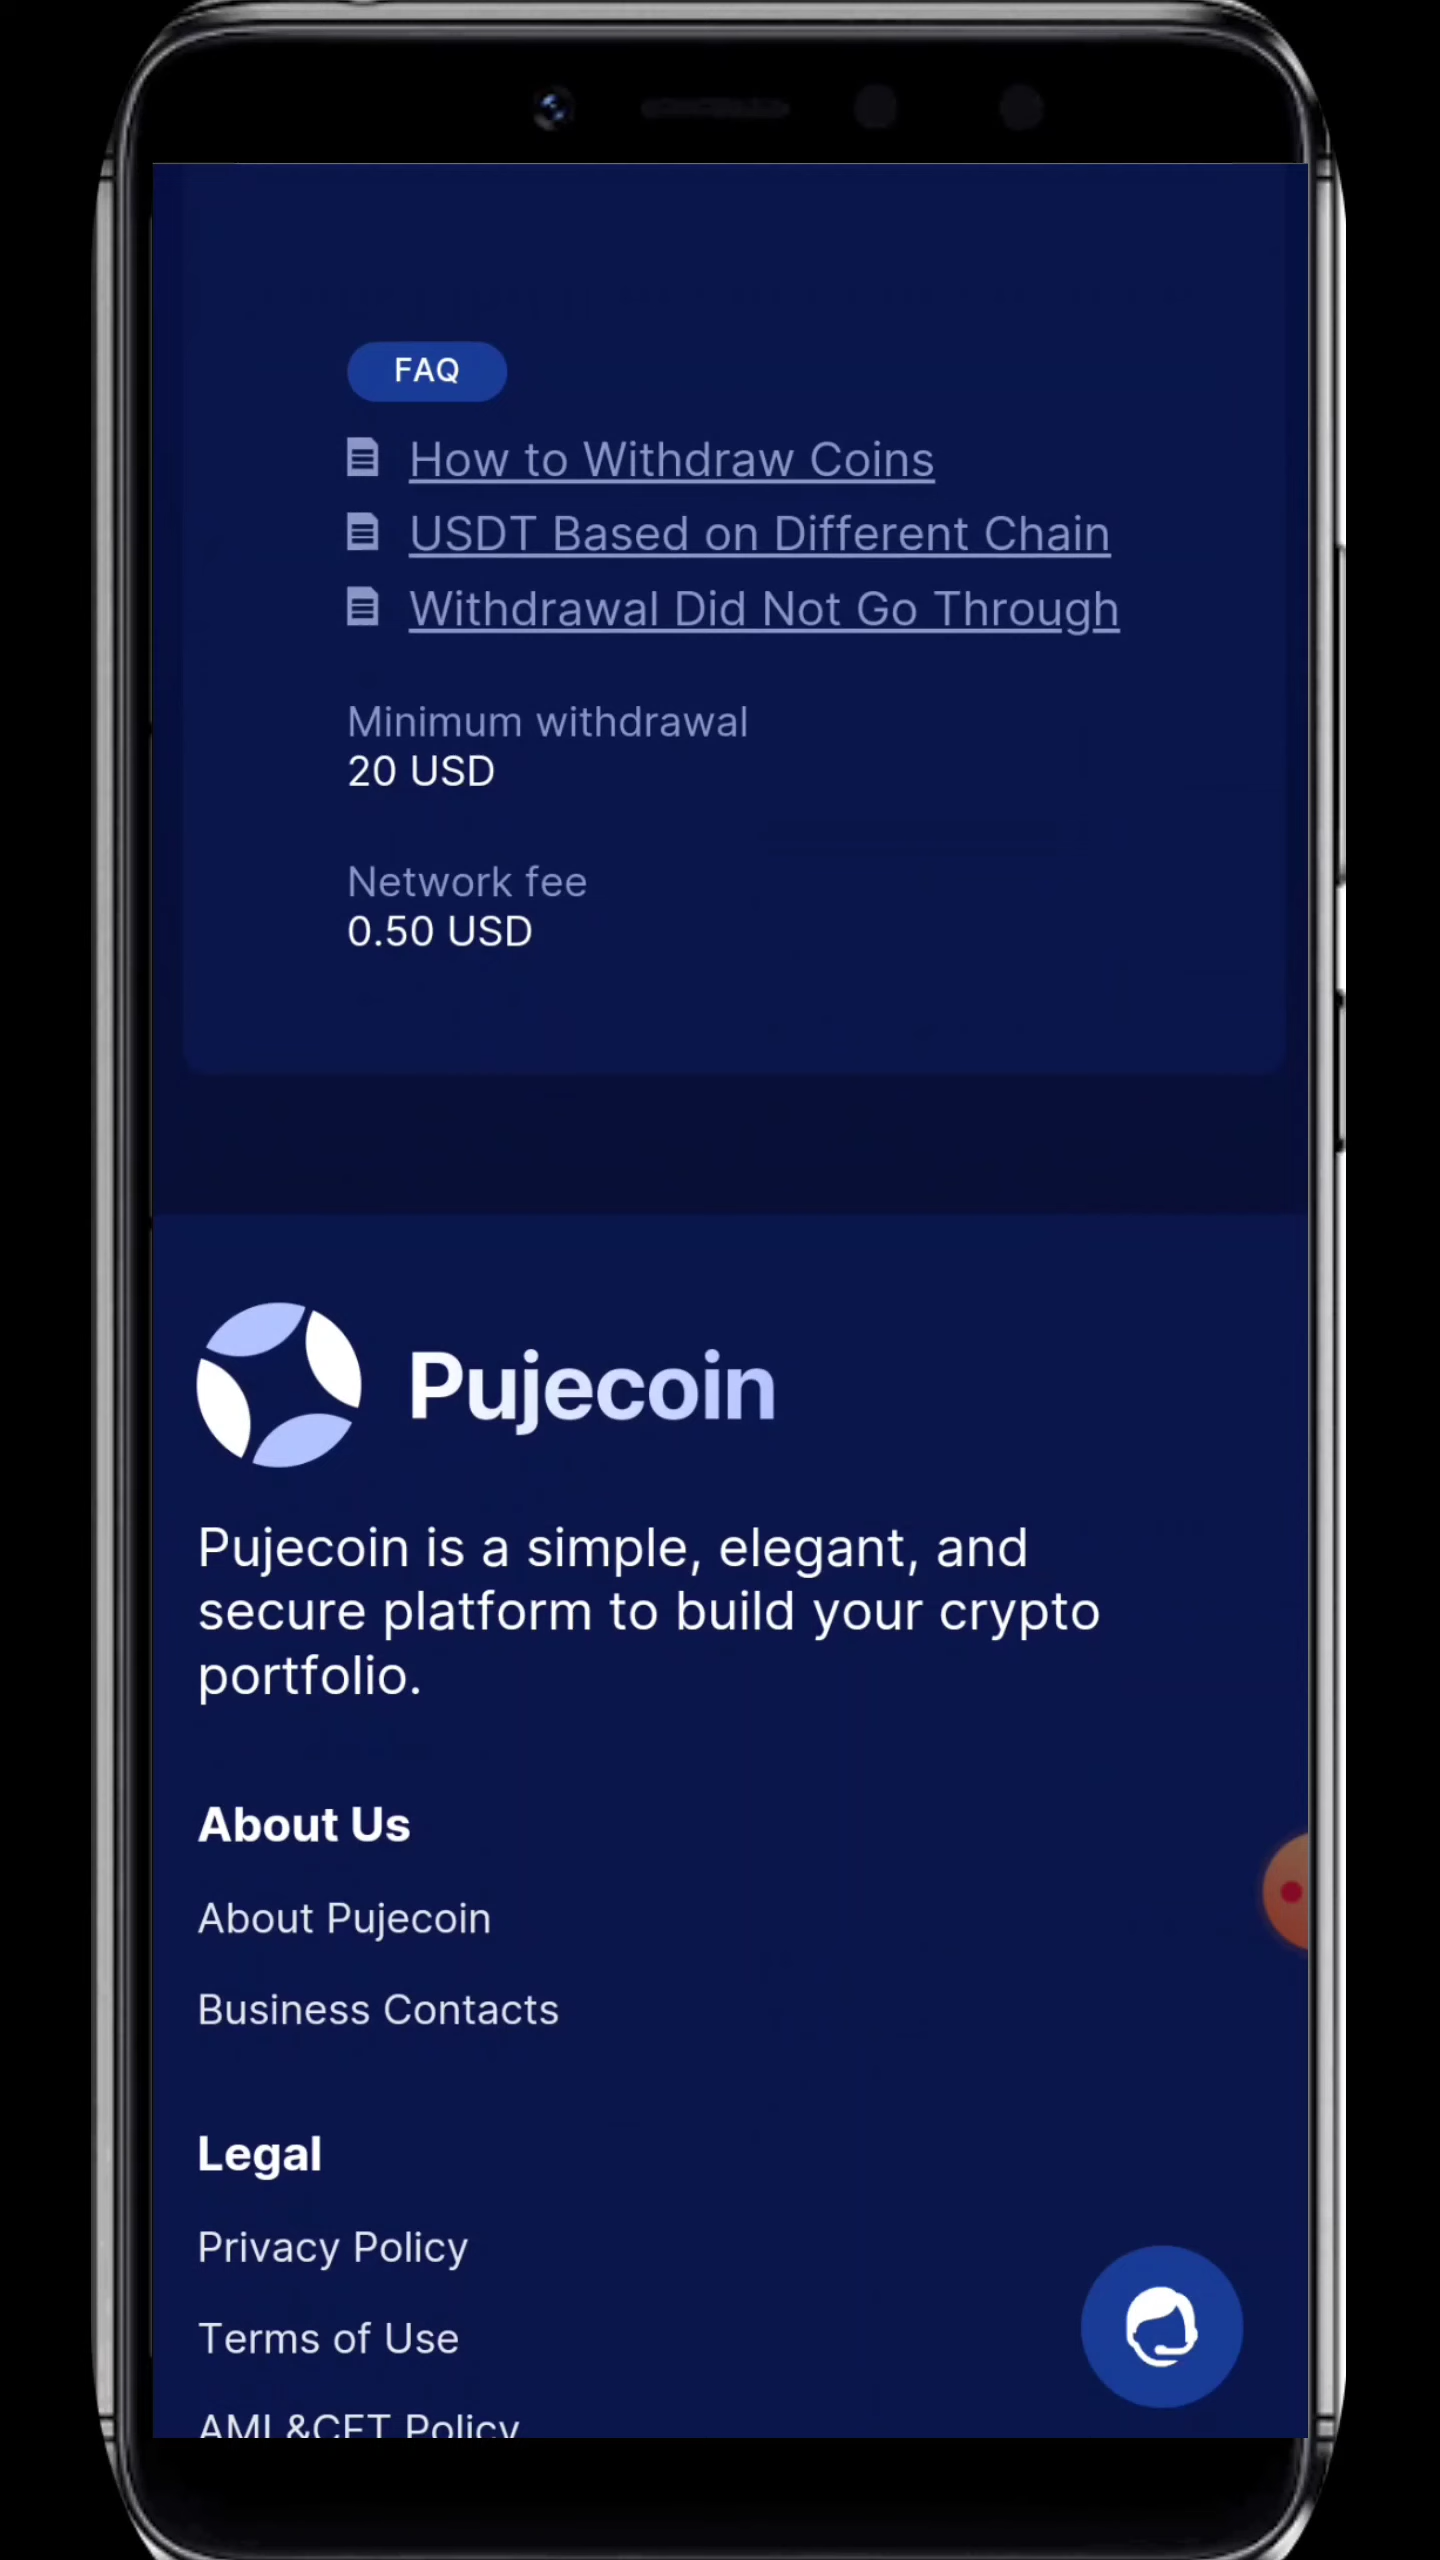 FAQ
How to Withdraw Coins
USDT Based on Different Chain
Withdrawal Did Not Go Through
Minimum withdrawal
20 USD
Network fee
0.50 USD
Pujecoin
Pujecoin is a simple, elegant, and
secure platform to build your crypto
portfolio.
About Us
About Pujecoin
Business Contacts
Legal
Privacy Policy
Terms of Use
AML&CFT Policy